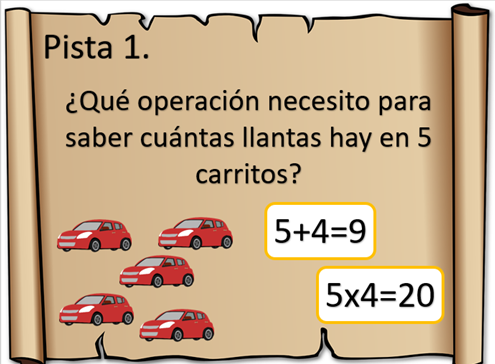 Pista 1.
¿Qué operación necesito para
saber cuántas llantas hay en 5
carritos?
5+4=9
5x4=20